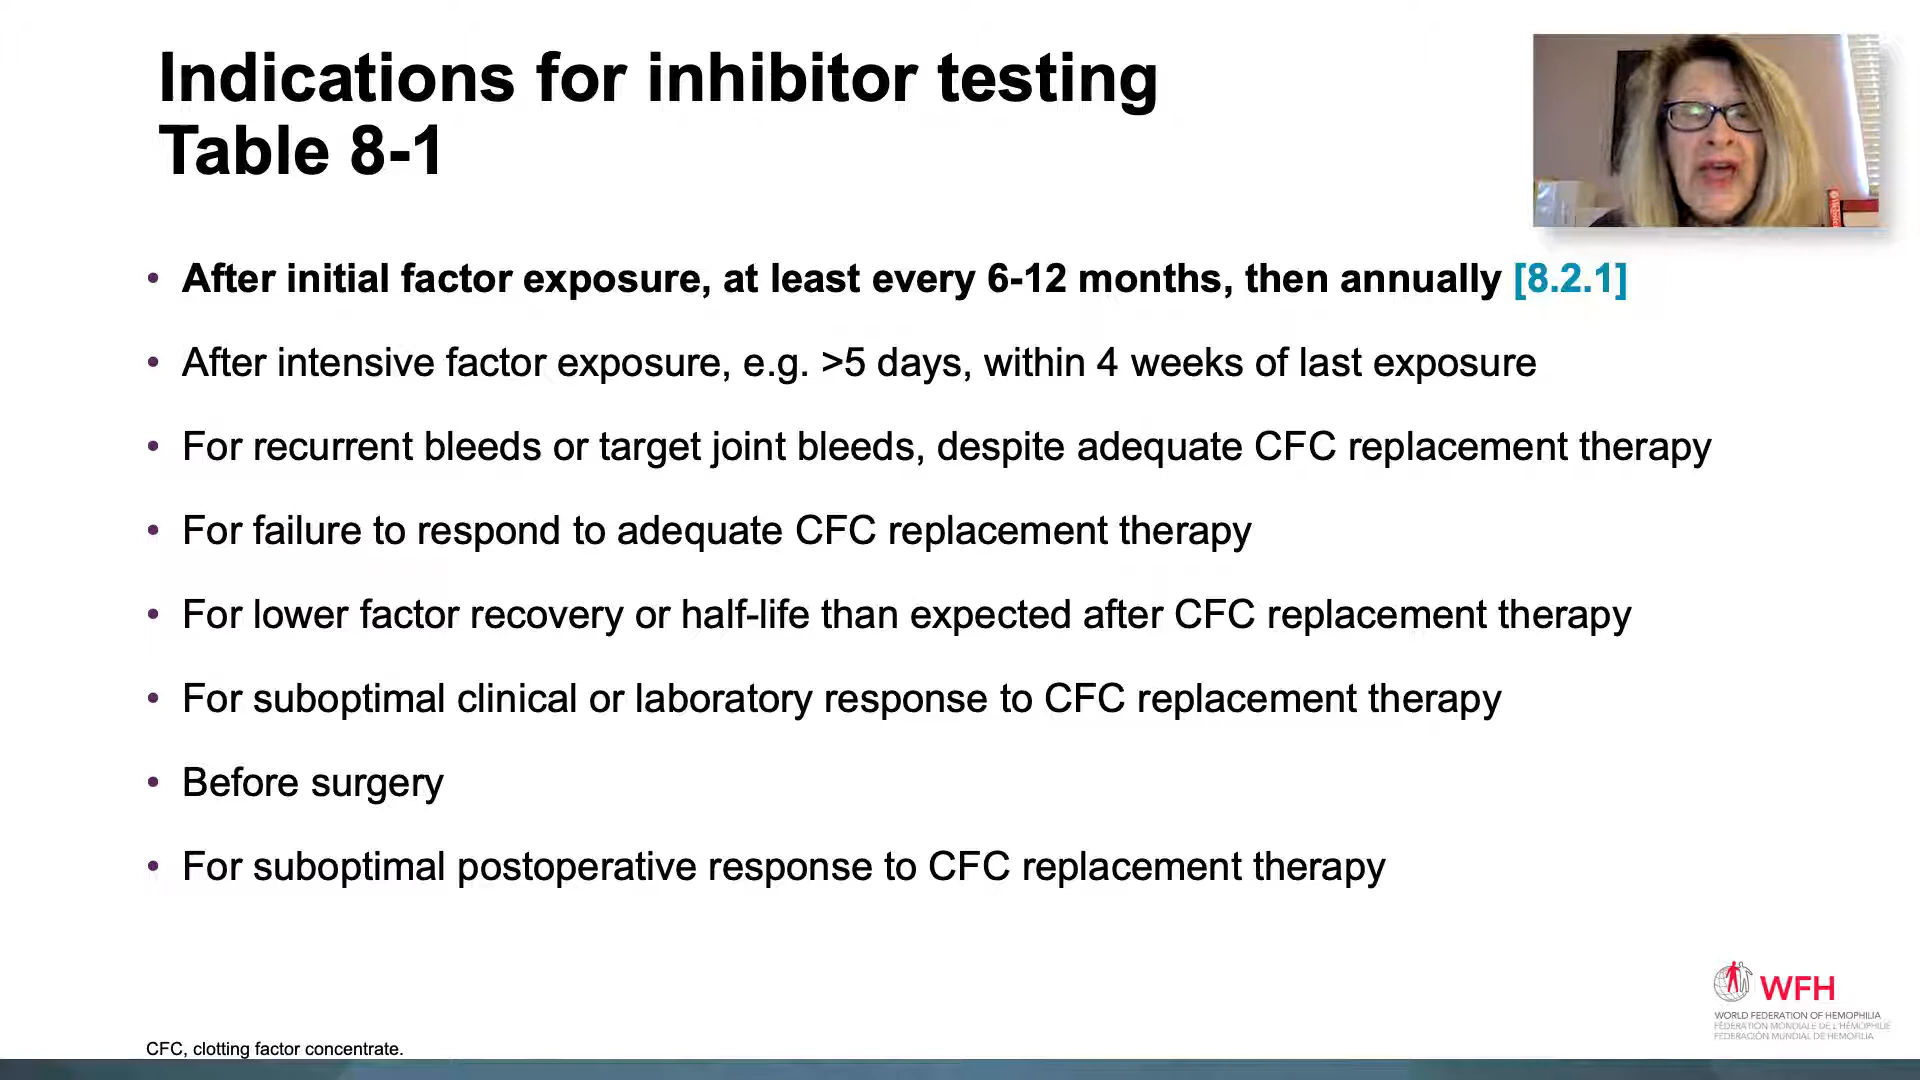 Indications for inhibitor testing
Table 8-1
• After initial factor exposure, at least every 6-12 months, then annually [8.2.1]
• After intensive factor exposure, e.g. >5 days, within 4 weeks of last exposure
• For recurrent bleeds or target joint bleeds, despite adequate CFC replacement therapy
• For failure to respond to adequate CFC replacement therapy
• For lower factor recovery or half-life than expected after CFC replacement therapy
• For suboptimal clinical or laboratory response to CFC replacement therapy
• Before surgery
• For suboptimal postoperative response to CFC replacement therapy
WFH
WORLD FEDERATION OF HEMOPHILIA
FÉDÉRATION MONDIALE DE L'HÉMOPHILIE
FEDERACIÓN MUNDIAL DE HEMOFILIA
CFC, clotting factor concentrate.